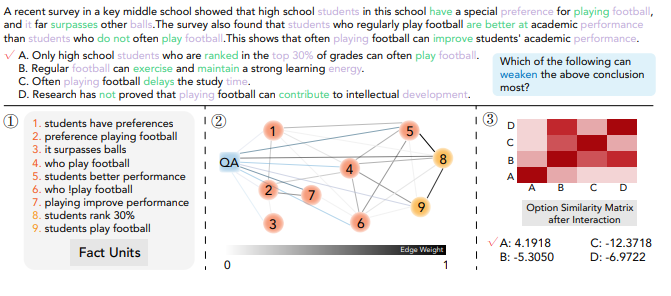 A recent survey in a key middle school showed that high school students in this school have a special preference for playing football,
and it far surpasses other balls.The survey also found that students who regularly play football are better at academic performance
than students who do not often play football.This shows that often playing football can improve students' academic performance.
√ A. Only high school students who are ranked in the top 30% of grades can often play football.
B. Regular football can exercise and maintain a strong learning energy.
C. Often playing football delays the study time.
D. Research has not proved that playing football can contribute to intellectual development.
Which of the following can
weaken the above conclusion
most?
①
1. students have preferences
2. preference playing football
3. it surpasses balls
4. who play football
5. students better performance
6. who !play football
7. playing improve performance
8. students rank 30%
9. students play football
Fact Units
②
QA
1
2
3
4
5
6
7
8
9
Edge Weight
0
1
③
D
C
B
A
A B C D
Option Similarity Matrix
after Interaction
√ A: 4.1918 C: -12.3718
B: -5.3050 D: -6.9722